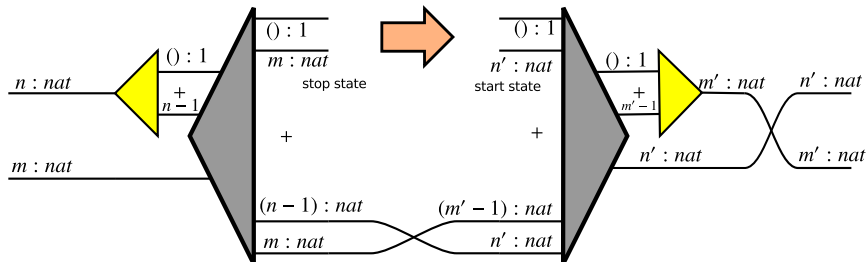 () : 1
() : 1
() : 1
m : nat
n′ : nat
() : 1
n : nat
+
n − 1
stop state
start state
+
m′ − 1
m′ : nat
n′ : nat
+
+
m : nat
n′ : nat
m′ : nat
(n − 1) : nat
(m′ − 1) : nat
m : nat
n′ : nat